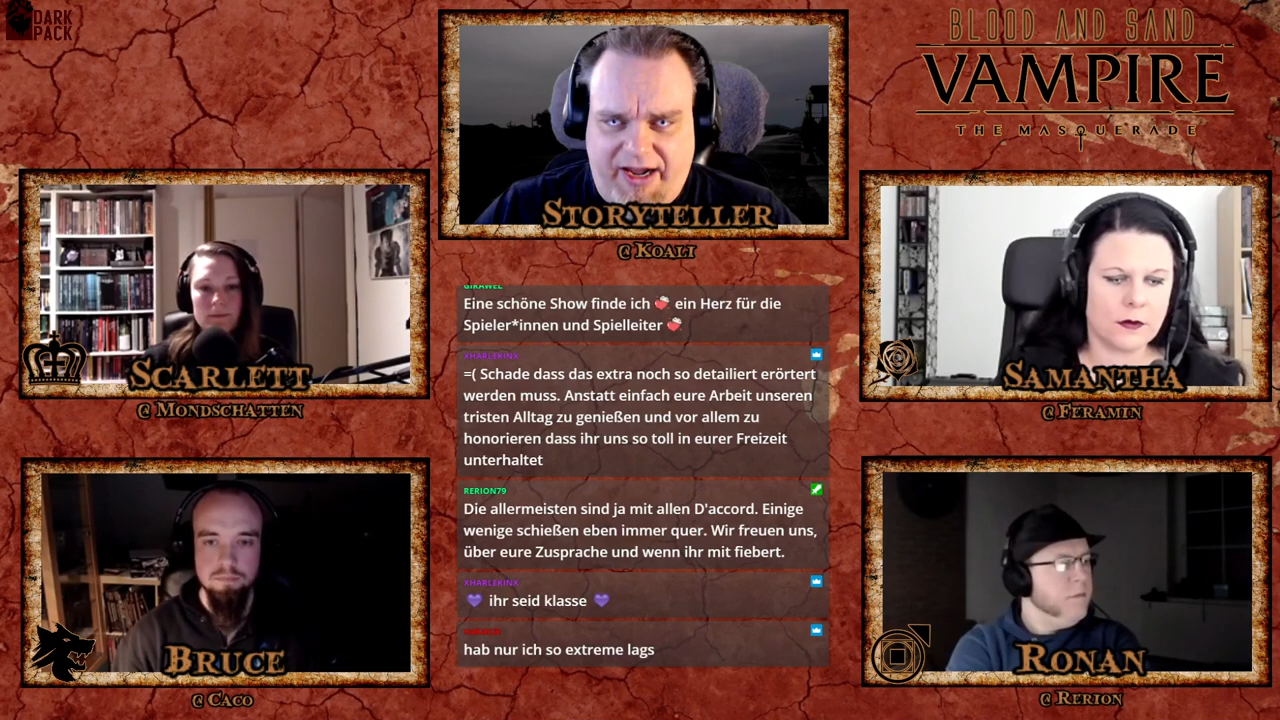 DARK
PACK
BLOOD AND SAND
VAMPIRE
THE MASQUERADE
STORYTELLER
@ KOALI
SCARLETT
@ MONDSCHATTEN
SAMANTHA
@ FERAMIN
GIRAWEL
Eine schöne Show finde ich ein Herz für die
Spieler*innen und Spielleiter
XHARLEKINX
=( Schade dass das extra noch so detailiert erörtert
werden muss. Anstatt einfach eure Arbeit unseren
tristen Alltag zu genießen und vor allem zu
honorieren dass ihr uns so toll in eurer Freizeit
unterhaltet
RERION79
Die allermeisten sind ja mit allen D'accord. Einige
wenige schießen eben immer quer. Wir freuen uns,
über eure Zusprache und wenn ihr mit fiebert.
XHARLEKINX
ihr seid klasse
hab nur ich so extreme lags
BRUCE
@ CACO
RONAN
@ RERION